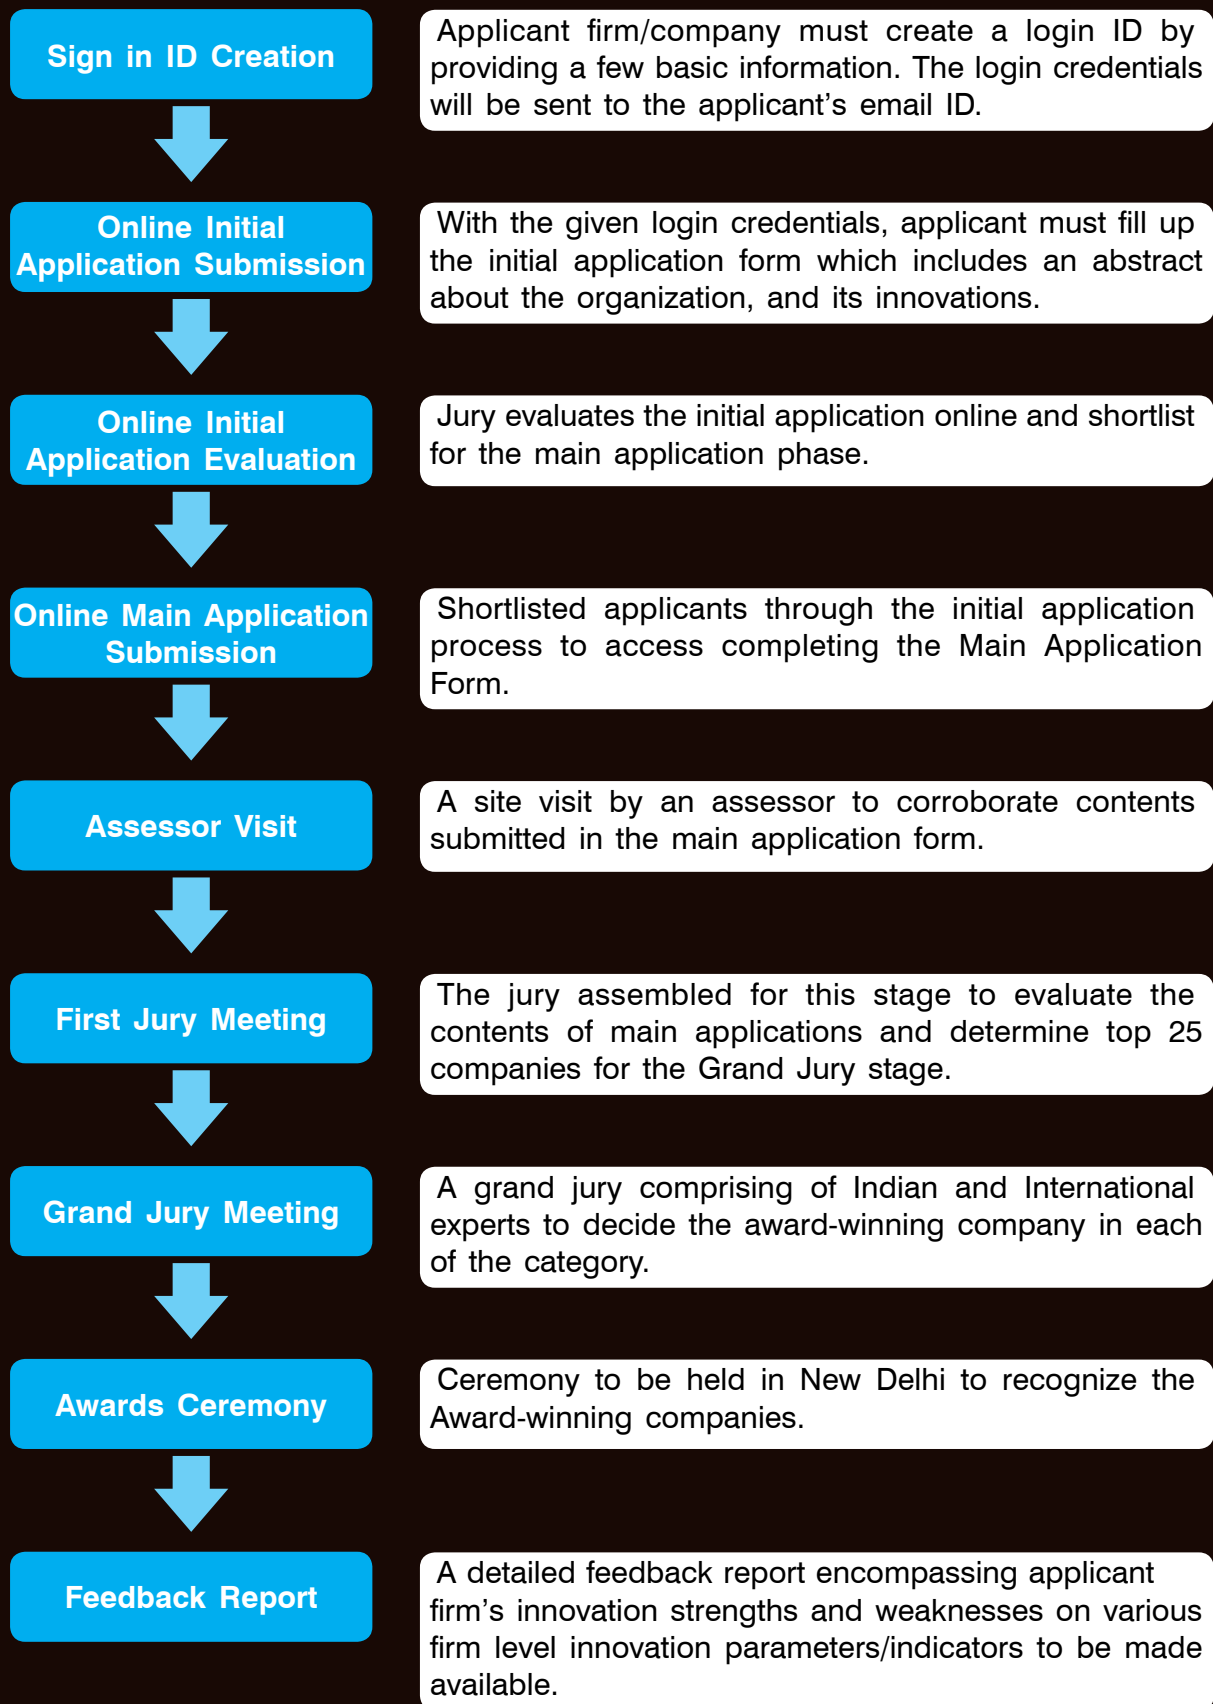 Sign in ID Creation
Applicant firm/company must create a login ID by
providing a few basic information. The login credentials
will be sent to the applicant's email ID.
Online Initial
Application Submission
With the given login credentials, applicant must fill up
the initial application form which includes an abstract
about the organization, and its innovations.
Online Initial
Application Evaluation
Jury evaluates the initial application online and shortlist
for the main application phase.
Online Main Application
Submission
Shortlisted applicants through the initial application
process to access completing the Main Application
Form.
Assessor Visit
A site visit by an assessor to corroborate contents
submitted in the main application form.
First Jury Meeting
The jury assembled for this stage to evaluate the
contents of main applications and determine top 25
companies for the Grand Jury stage.
Grand Jury Meeting
A grand jury comprising of Indian and International
experts to decide the award-winning company in each
of the category.
Awards Ceremony
Ceremony to be held in New Delhi to recognize the
Award-winning companies.
Feedback Report
A detailed feedback report encompassing applicant
firm's innovation strengths and weaknesses on various
firm level innovation parameters/indicators to be made
available.